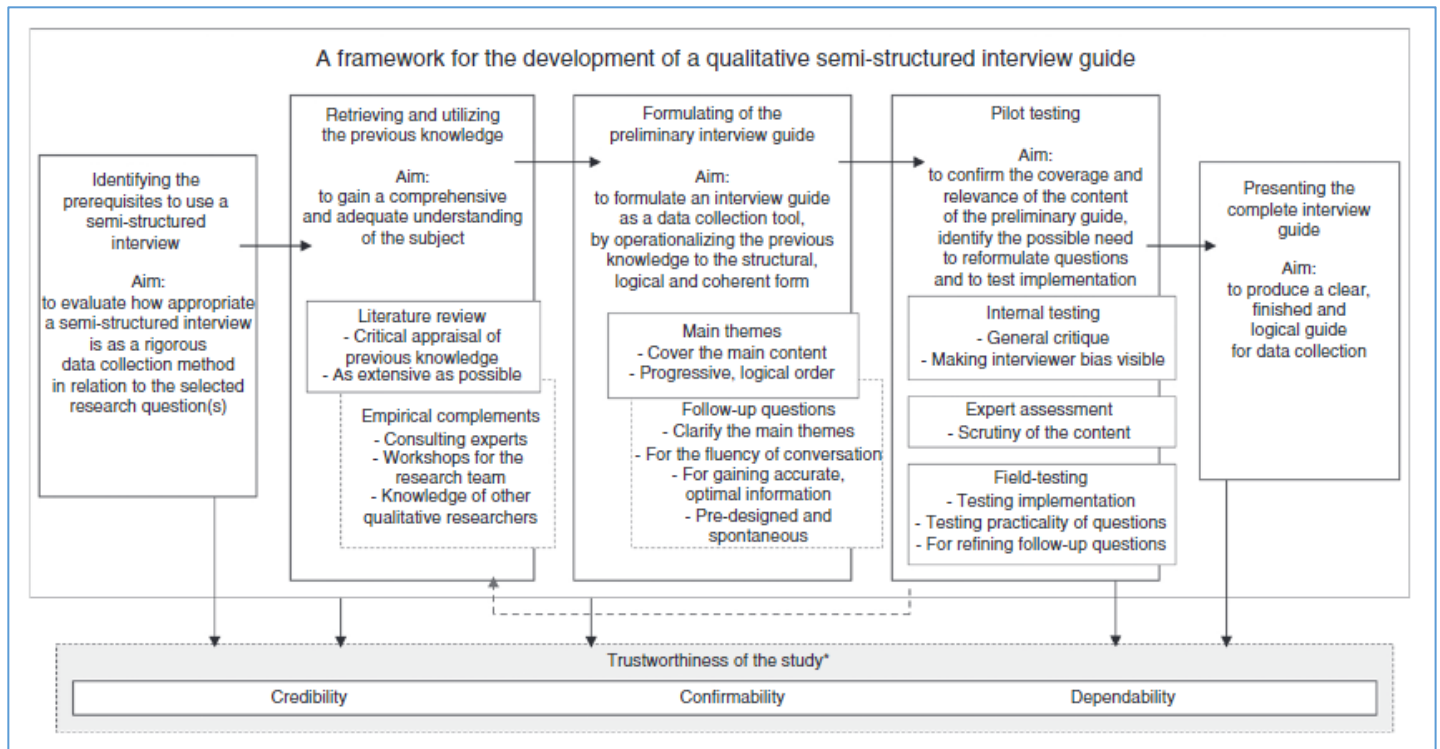 A framework for the development of a qualitative semi-structured interview guide
Identifying the
prerequisites to use a
semi-structured
interview
Aim:
to evaluate how appropriate
a semi-structured interview
is as a rigorous
data collection method
in relation to the selected
research question(s)
Retrieving and utilizing
the previous knowledge
Aim:
to gain a comprehensive
and adequate understanding
of the subject
Literature review
- Critical appraisal of
previous knowledge
- As extensive as possible
Empirical complements
- Consulting experts
- Workshops for the
research team
- Knowledge of other
qualitative researchers
Formulating of the
preliminary interview guide
Aim:
to formulate an interview guide
as a data collection tool,
by operationalizing the previous
knowledge to the structural,
logical and coherent form
Main themes
- Cover the main content
- Progressive, logical order
Follow-up questions
- Clarify the main themes
- For the fluency of conversation
- For gaining accurate,
optimal information
- Pre-designed and
spontaneous
Pilot testing
Aim:
to confirm the coverage and
relevance of the content
of the preliminary guide,
identify the possible need
to reformulate questions
and to test implementation
Internal testing
- General critique
- Making interviewer bias visible
Expert assessment
- Scrutiny of the content
Field-testing
- Testing implementation
- Testing practicality of questions
- For refining follow-up questions
Presenting the
complete interview
guide
Aim:
to produce a clear,
finished and
logical guide
for data collection
Trustworthiness of the study*
Credibility
Confirmability
Dependability